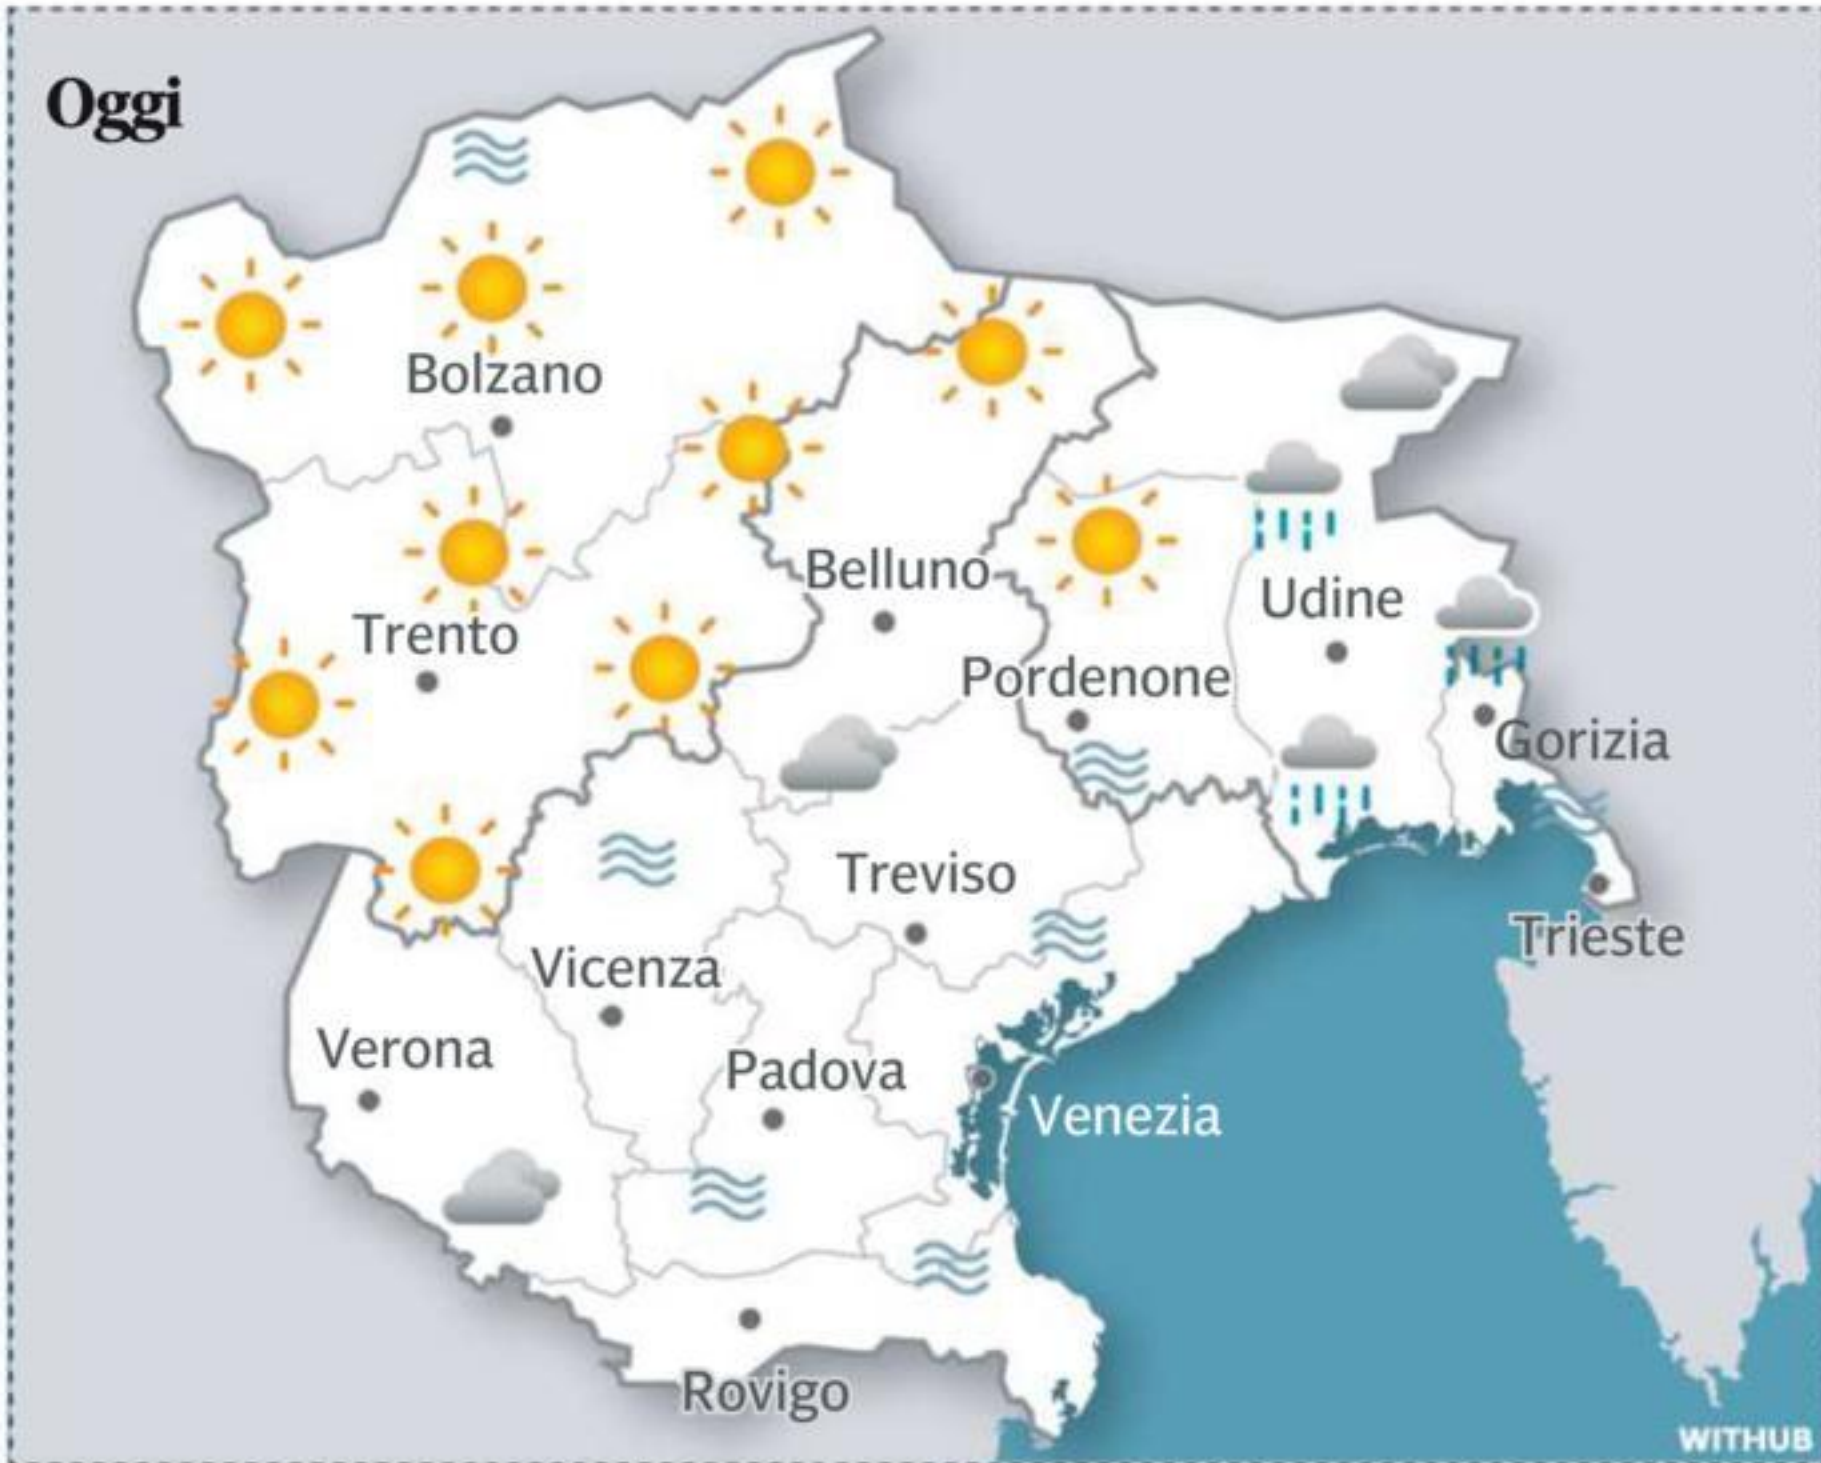 Oggi
Bolzano
Belluno
Udine
Trento
Pordenone
Gorizia
Treviso
Trieste
Vicenza
Verona
Padova
Venezia
Rovigo
WITHUB